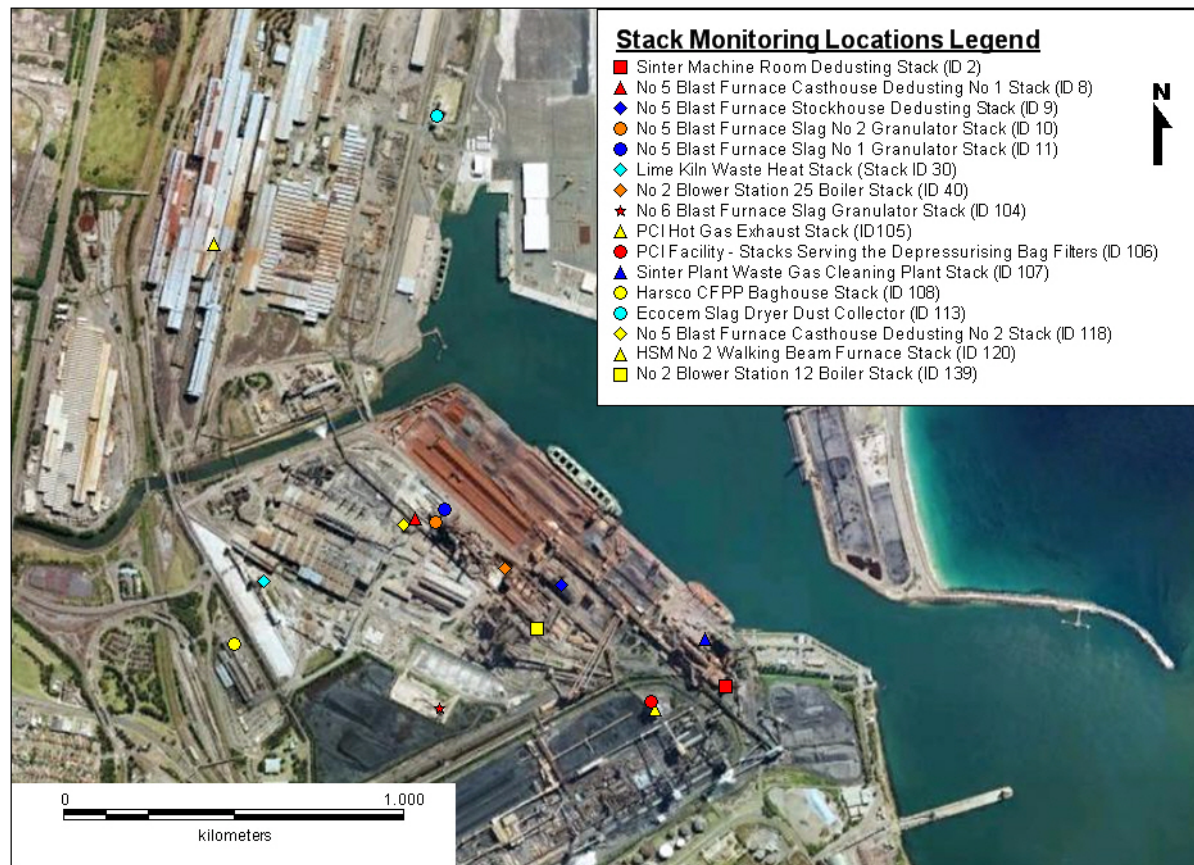 Stack Monitoring Locations Legend
Sinter Machine Room Dedusting Stack (ID 2)
No 5 Blast Furnace Casthouse Dedusting No 1 Stack (ID 8)
No 5 Blast Furnace Stockhouse Dedusting Stack (ID 9)
No 5 Blast Furnace Slag No 2 Granulator Stack (ID 10)
No 5 Blast Furnace Slag No 1 Granulator Stack (ID 11)
Lime Kiln Waste Heat Stack (Stack ID 30)
No 2 Blower Station 25 Boiler Stack (ID 40)
No 6 Blast Furnace Slag Granulator Stack (ID 104)
PCI Hot Gas Exhaust Stack (ID105)
PCI Facility - Stacks Serving the Depressurising Bag Filters (ID 106)
Sinter Plant Waste Gas Cleaning Plant Stack (ID 107)
Harsco CFPP Baghouse Stack (ID 108)
Ecocem Slag Dryer Dust Collector (ID 113)
No 5 Blast Furnace Casthouse Dedusting No 2 Stack (ID 118)
HSM No 2 Walking Beam Furnace Stack (ID 120)
No 2 Blower Station 12 Boiler Stack (ID 139)
N
0 1.000
kilometers